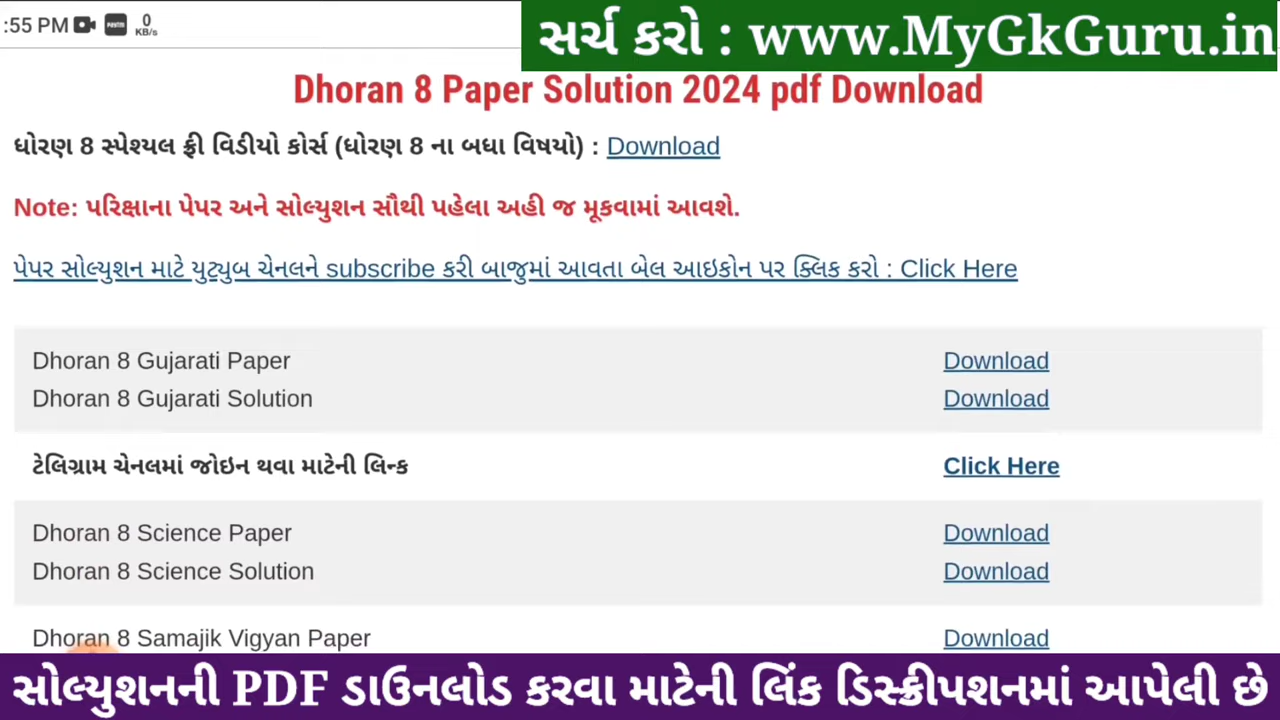 :55 PM paytm 0 KB/s
સર્ચ કરો : www.MyGkGuru.in
Dhoran 8 Paper Solution 2024 pdf Download
ધોરણ 8 સ્પેશ્યલ ફ્રી વિડીયો કોર્સ (ધોરણ 8 ના બધા વિષયો) : Download
Note: પરિક્ષાના પેપર અને સોલ્યુશન સૌથી પહેલા અહી જ મૂકવામાં આવશે.
પેપર સોલ્યુશન માટે યુટ્યુબ ચેનલને subscribe કરી બાજુમાં આવતા બેલ આઇકોન પર ક્લિક કરો : Click Here
Dhoran 8 Gujarati Paper Download
Dhoran 8 Gujarati Solution Download
ટેલિગ્રામ ચેનલમાં જોઇન થવા માટેની લિન્ક Click Here
Dhoran 8 Science Paper Download
Dhoran 8 Science Solution Download
Dhoran 8 Samajik Vigyan Paper Download
સોલ્યુશનની PDF ડાઉનલોડ કરવા માટેની લિંક ડિસ્ક્રીપશનમાં આપેલી છે